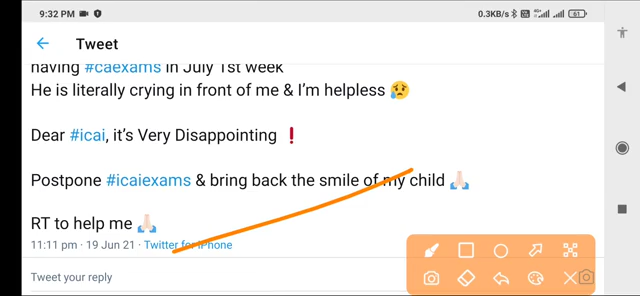 9:32 PM
0.3KB/s
61
Tweet
having #caexams in July 1st week
He is literally crying in front of me & I'm helpless 😰
Dear #icai, it's Very Disappointing ❗
Postpone #icaiexams & bring back the smile of my child 🙏🏻
RT to help me 🙏🏻
11:11 pm · 19 Jun 21 · Twitter for iPhone
Tweet your reply